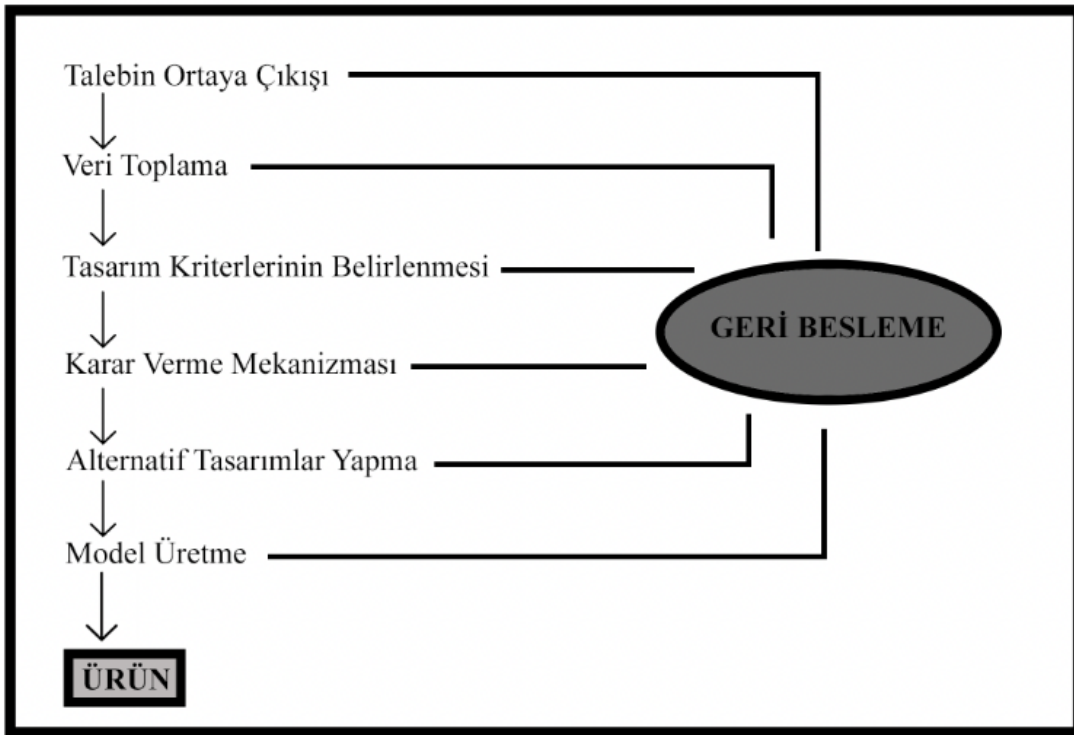 Talebin Ortaya Çıkışı
Veri Toplama
Tasarım Kriterlerinin Belirlenmesi
GERİ BESLEME
Karar Verme Mekanizması
Alternatif Tasarımlar Yapma
Model Üretme
ÜRÜN